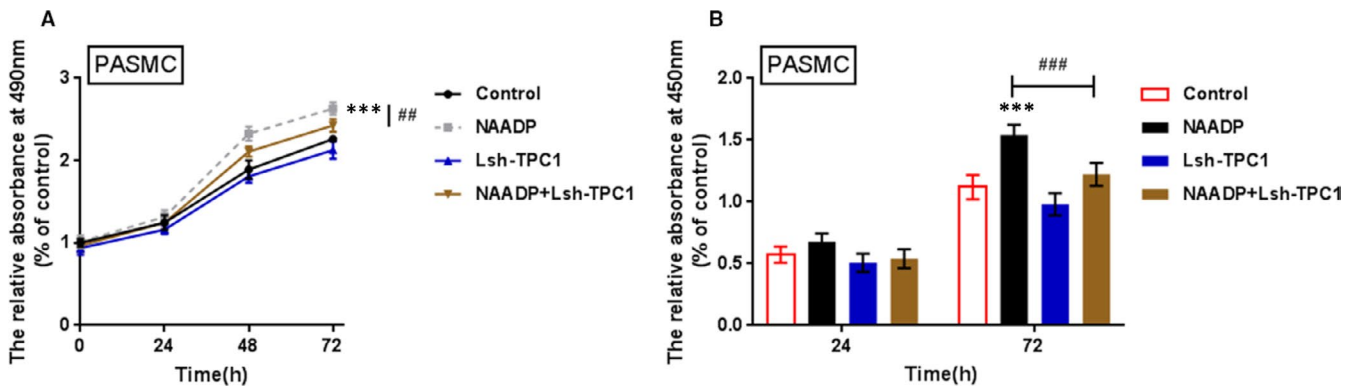 A
The relative absorbance at 490nm
(% of control)
PASMC
3
2
1
0
0 24 48 72
Time(h)
*** ##
Control
NAADP
Lsh-TPC1
NAADP+Lsh-TPC1
B
The relative absorbance at 450nm
(% of control)
PASMC
2.0
1.5
1.0
0.5
0.0
24 72
Time(h)
###
***
Control
NAADP
Lsh-TPC1
NAADP+Lsh-TPC1